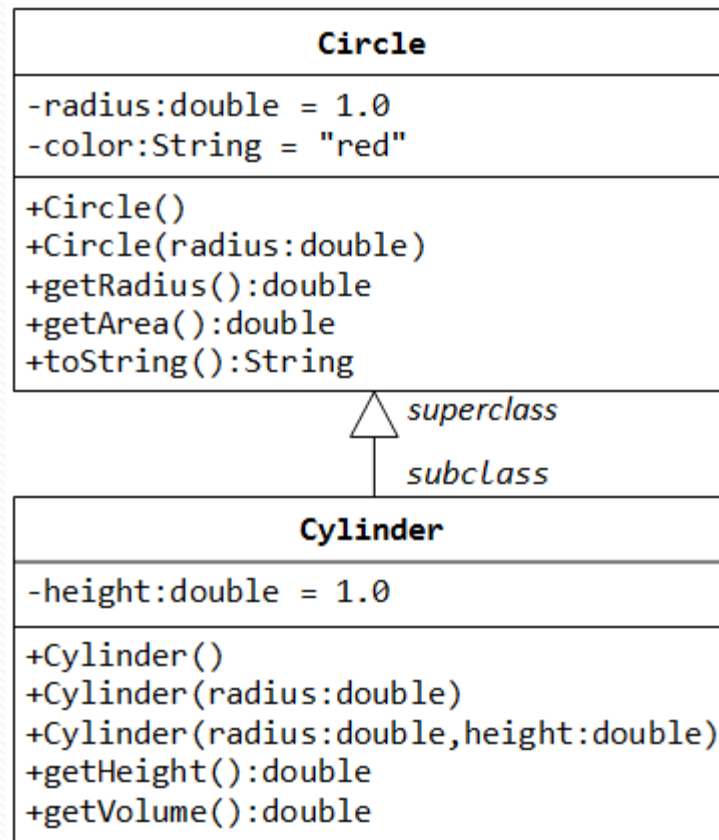 Circle
-radius:double = 1.0
-color:String = "red"
+Circle()
+Circle(radius:double)
+getRadius():double
+getArea():double
+toString():String
superclass
subclass
Cylinder
-height:double = 1.0
+Cylinder()
+Cylinder(radius:double)
+Cylinder(radius:double,height:double)
+getHeight():double
+getVolume():double